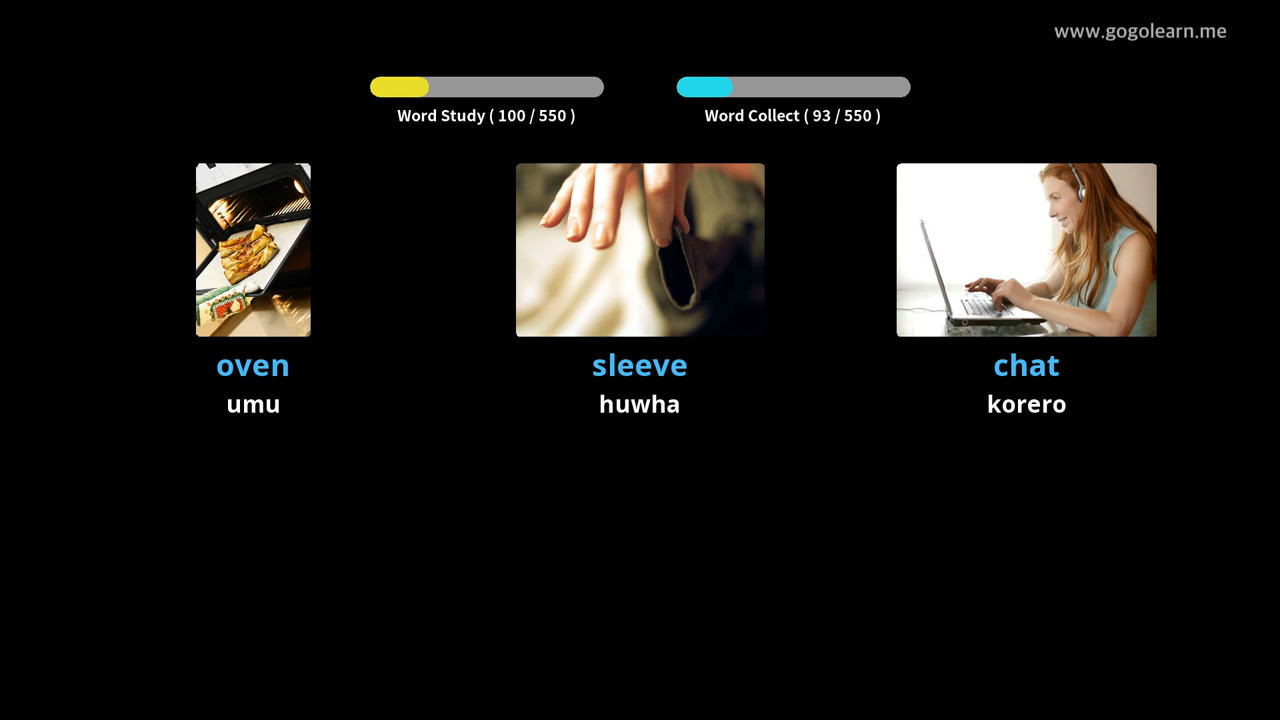 www.gogolearn.me
Word Study ( 100 / 550 )
Word Collect ( 93 / 550 )
oven
umu
sleeve
huwha
chat
korero